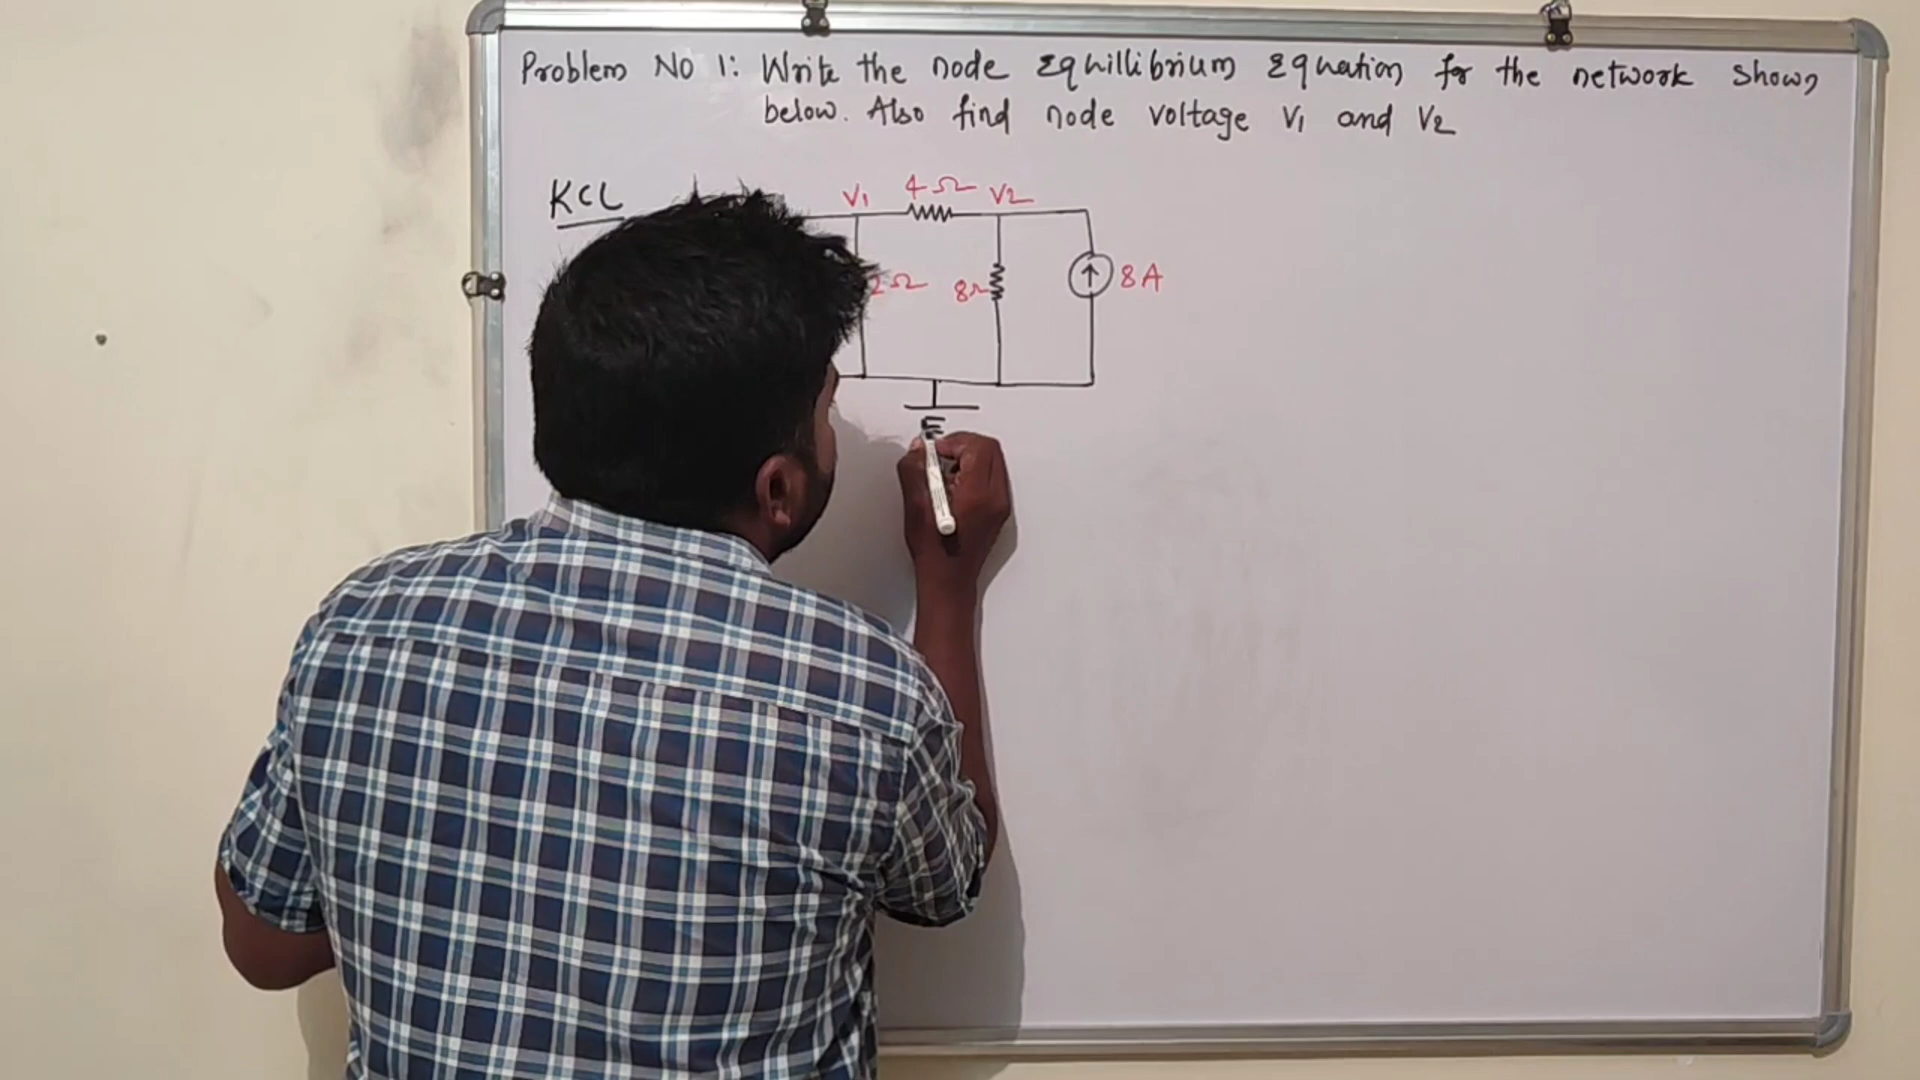 Problem No 1: Write the node Equillibrium Equation for the network shown
below. Also find node voltage V1 and V2
KCL
V1 4Ω V2
2Ω 8Ω 8A